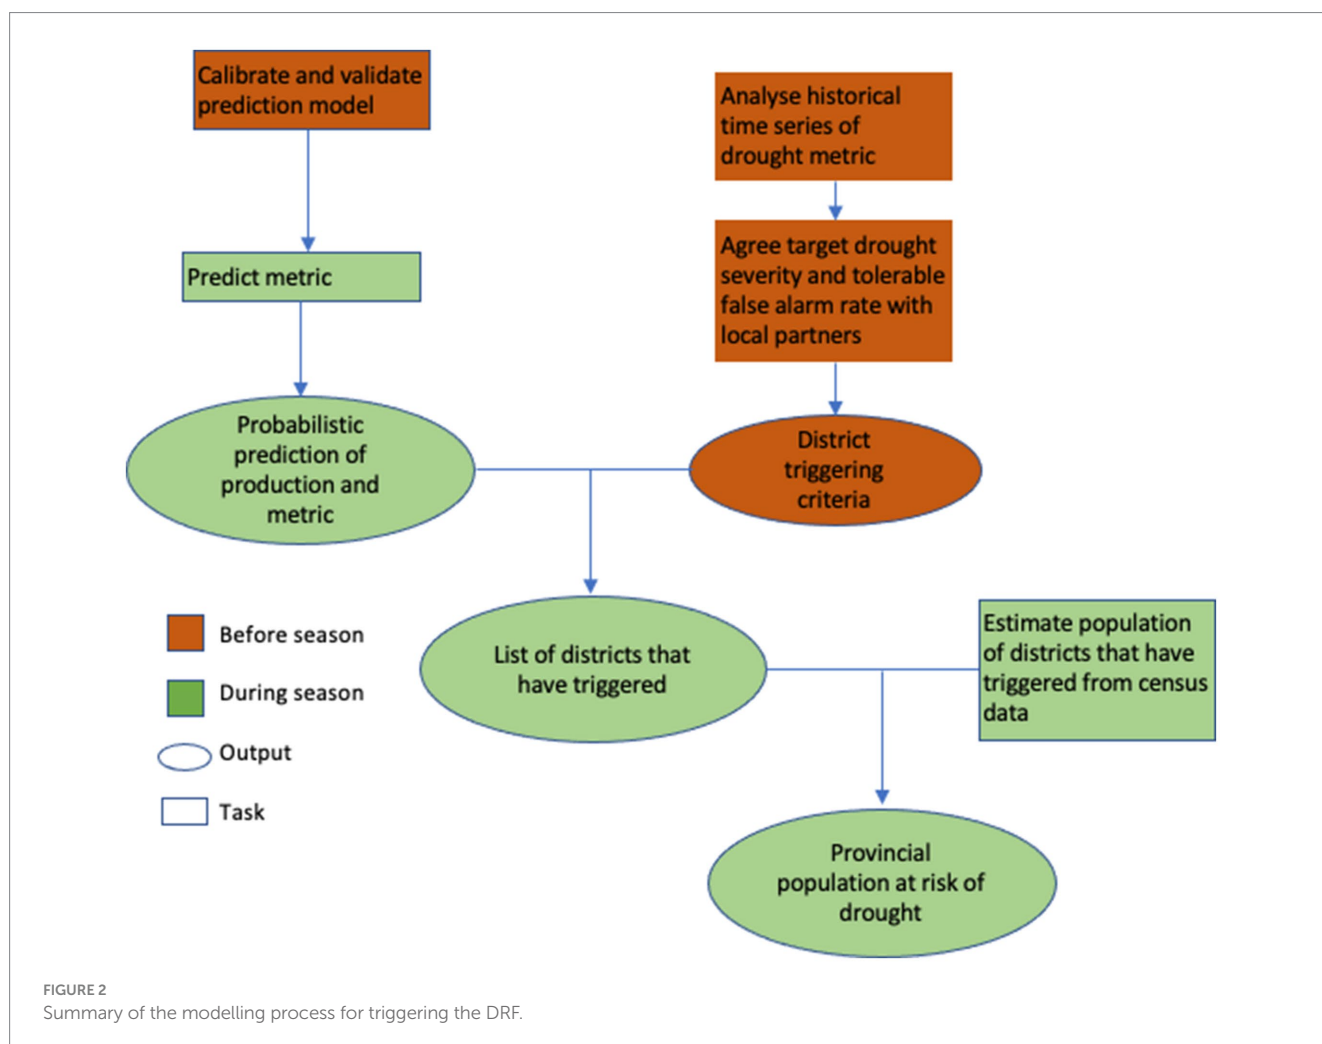 Calibrate and validate
prediction model
Analyse historical
time series of
drought metric
Predict metric
Agree target drought
severity and tolerable
false alarm rate with
local partners
Probabilistic
prediction of
production and
metric
District
triggering
criteria
List of districts that
have triggered
Estimate population
of districts that have
triggered from census
data
Before season
During season
Output
Task
Provincial
population at risk of
drought
FIGURE 2
Summary of the modelling process for triggering the DRF.